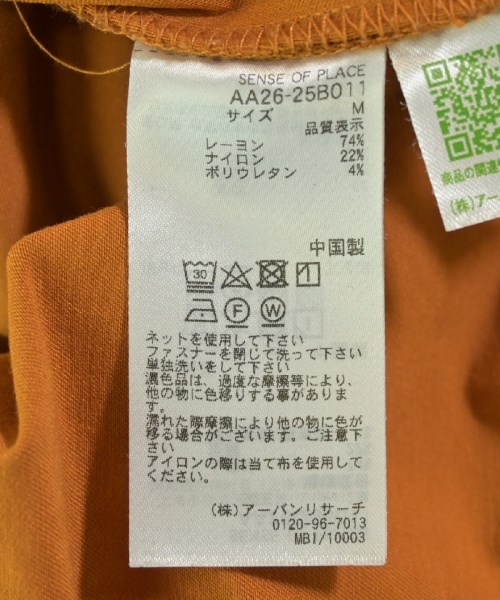 SENSE OF PLACE
AA26-25B011
サイズ M
品質表示
レーヨン 74%
ナイロン 22%
ポリウレタン 4%
中国製
30
F W
ネットを使用して下さい
ファスナーを閉じて洗って下さい
単独洗いをして下さい
濃色品は、過度な摩擦等により、
他の物に色移りする事がありま
す。
濡れた際摩擦により他の物に色が
移る場合がございます。ご注意下
さい
アイロンの際は当て布を使用して
ください。
(株)アーバンリサーチ
0120-96-7013
MBI/10003
商品の関連
(株)アー